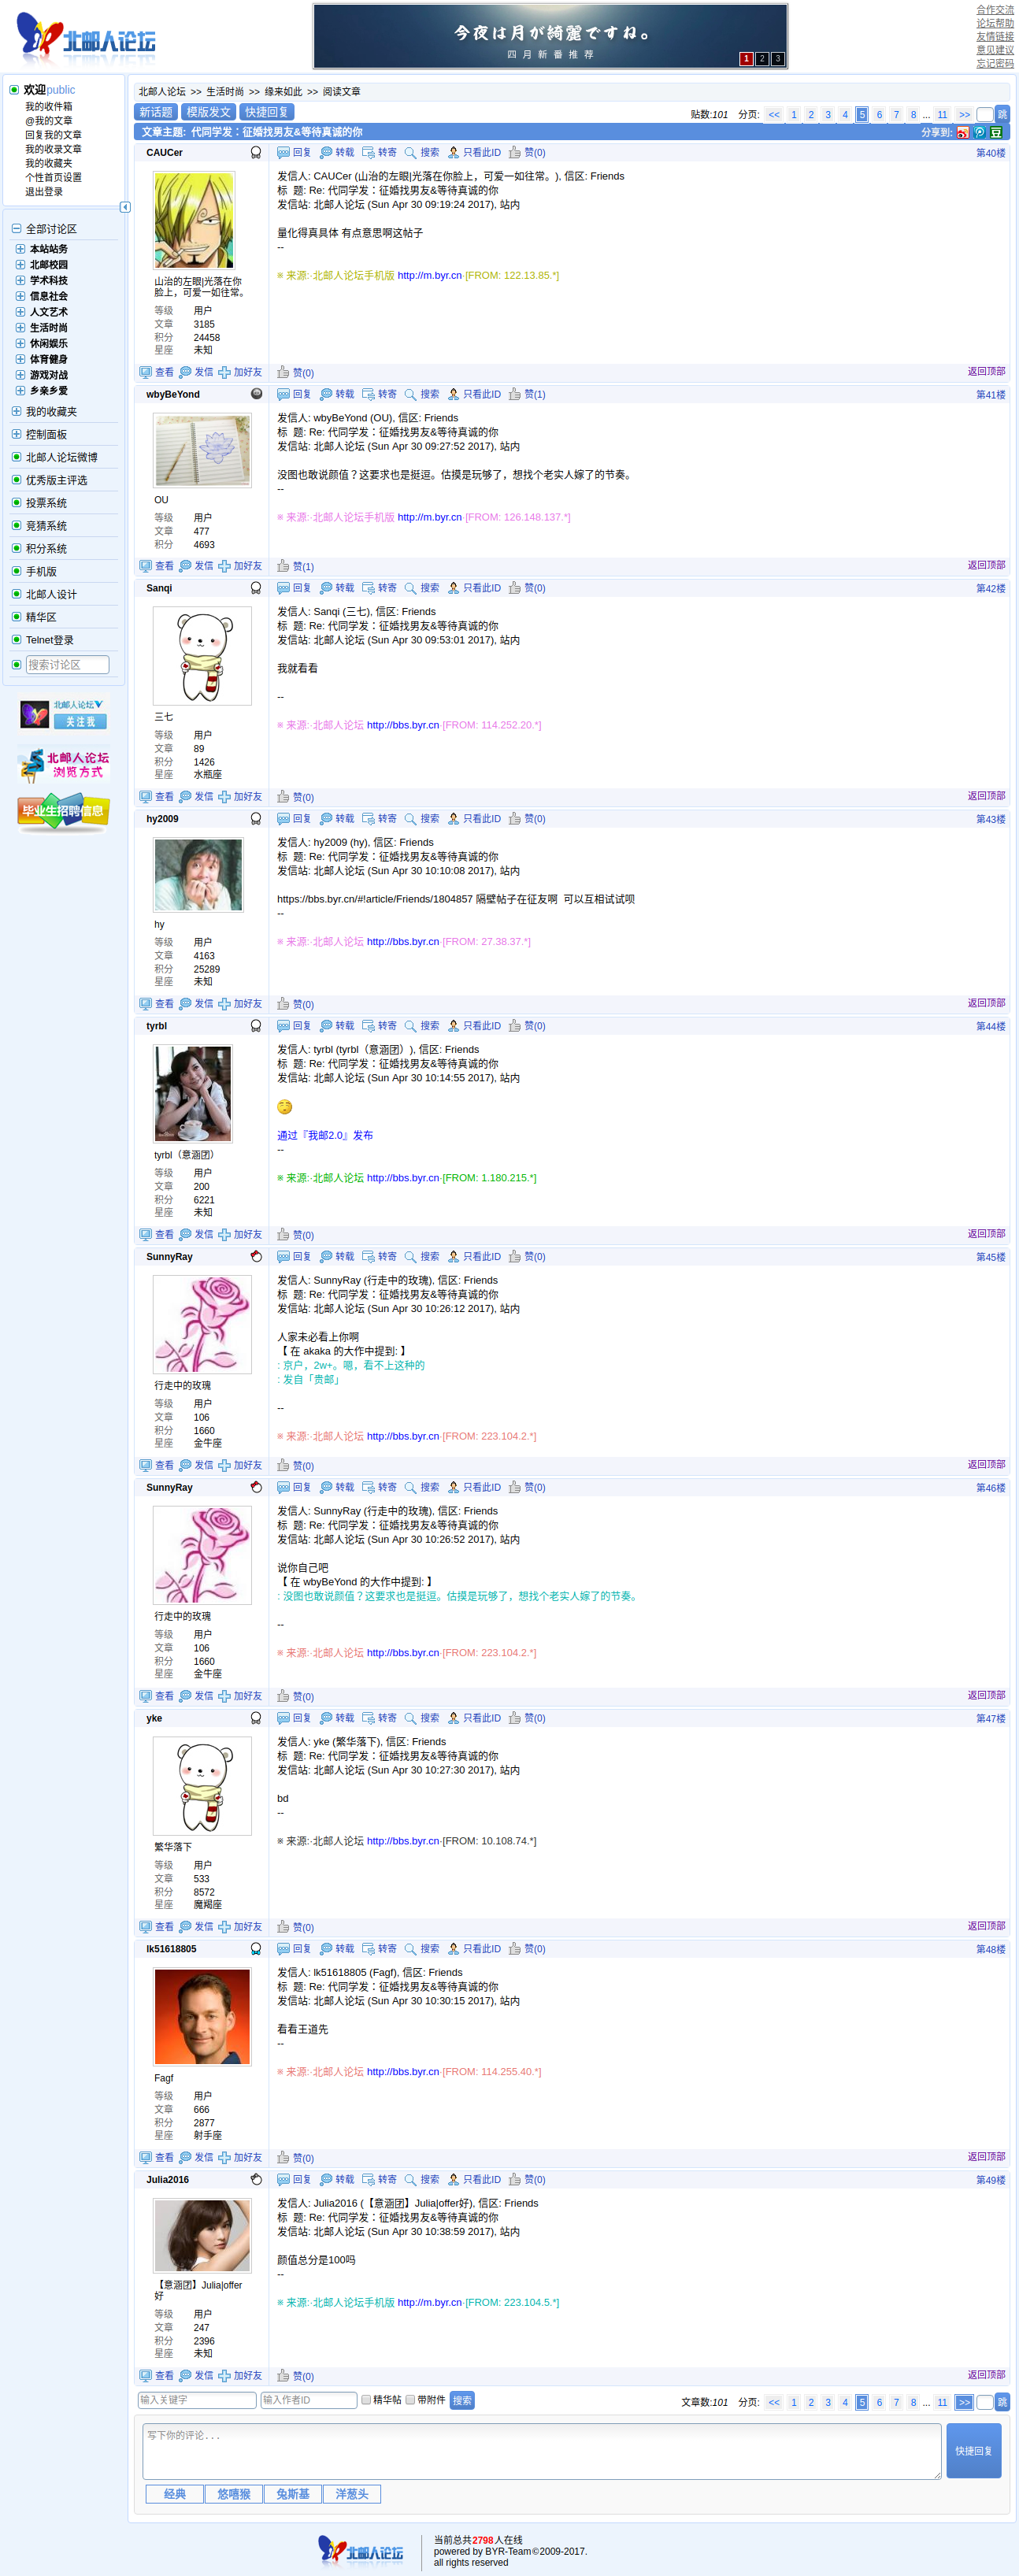 北邮人论坛
今夜は月が綺麗ですね。
四月新番推荐
1 2 3
合作交流
论坛帮助
友情链接
意见建议
忘记密码
欢迎public
我的收件箱
@我的文章
回复我的文章
我的收录文章
我的收藏夹
个性首页设置
退出登录
全部讨论区
本站站务
北邮校园
学术科技
信息社会
人文艺术
生活时尚
休闲娱乐
体育健身
游戏对战
乡亲乡爱
我的收藏夹
控制面板
北邮人论坛微博
优秀版主评选
投票系统
竞猜系统
积分系统
手机版
北邮人设计
精华区
Telnet登录
搜索讨论区
北邮人论坛
关注我
北邮人论坛
浏览方式
毕业生招聘信息
北邮人论坛 >> 生活时尚 >> 缘来如此 >> 阅读文章
新话题 模版发文 快捷回复
贴数:101 分页: << 1 2 3 4 5 6 7 8 ... 11 >> 跳
文章主题: 代同学发：征婚找男友&等待真诚的你
分享到:
CAUCer
回复 转载 转寄 搜索 只看此ID 赞(0) 第40楼
山治的左眼|光落在你脸上，可爱一如往常。
等级 用户
文章 3185
积分 24458
星座 未知
发信人: CAUCer (山治的左眼|光落在你脸上，可爱一如往常。), 信区: Friends
标 题: Re: 代同学发：征婚找男友&等待真诚的你
发信站: 北邮人论坛 (Sun Apr 30 09:19:24 2017), 站内
量化得真具体 有点意思啊这帖子
--
※ 来源:·北邮人论坛手机版 http://m.byr.cn·[FROM: 122.13.85.*]
查看 发信 加好友 赞(0) 返回顶部
wbyBeYond
回复 转载 转寄 搜索 只看此ID 赞(1) 第41楼
OU
等级 用户
文章 477
积分 4693
发信人: wbyBeYond (OU), 信区: Friends
标 题: Re: 代同学发：征婚找男友&等待真诚的你
发信站: 北邮人论坛 (Sun Apr 30 09:27:52 2017), 站内
没图也敢说颜值？这要求也是挺逗。估摸是玩够了，想找个老实人嫁了的节奏。
--
※ 来源:·北邮人论坛手机版 http://m.byr.cn·[FROM: 126.148.137.*]
查看 发信 加好友 赞(1) 返回顶部
Sanqi
回复 转载 转寄 搜索 只看此ID 赞(0) 第42楼
三七
等级 用户
文章 89
积分 1426
星座 水瓶座
发信人: Sanqi (三七), 信区: Friends
标 题: Re: 代同学发：征婚找男友&等待真诚的你
发信站: 北邮人论坛 (Sun Apr 30 09:53:01 2017), 站内
我就看看
--
※ 来源:·北邮人论坛 http://bbs.byr.cn·[FROM: 114.252.20.*]
查看 发信 加好友 赞(0) 返回顶部
hy2009
回复 转载 转寄 搜索 只看此ID 赞(0) 第43楼
hy
等级 用户
文章 4163
积分 25289
星座 未知
发信人: hy2009 (hy), 信区: Friends
标 题: Re: 代同学发：征婚找男友&等待真诚的你
发信站: 北邮人论坛 (Sun Apr 30 10:10:08 2017), 站内
https://bbs.byr.cn/#!article/Friends/1804857 隔壁帖子在征友啊 可以互相试试呗
--
※ 来源:·北邮人论坛 http://bbs.byr.cn·[FROM: 27.38.37.*]
查看 发信 加好友 赞(0) 返回顶部
tyrbl
回复 转载 转寄 搜索 只看此ID 赞(0) 第44楼
tyrbl（意涵团）
等级 用户
文章 200
积分 6221
星座 未知
发信人: tyrbl (tyrbl（意涵团）), 信区: Friends
标 题: Re: 代同学发：征婚找男友&等待真诚的你
发信站: 北邮人论坛 (Sun Apr 30 10:14:55 2017), 站内
通过『我邮2.0』发布
--
※ 来源:·北邮人论坛 http://bbs.byr.cn·[FROM: 1.180.215.*]
查看 发信 加好友 赞(0) 返回顶部
SunnyRay
回复 转载 转寄 搜索 只看此ID 赞(0) 第45楼
行走中的玫瑰
等级 用户
文章 106
积分 1660
星座 金牛座
发信人: SunnyRay (行走中的玫瑰), 信区: Friends
标 题: Re: 代同学发：征婚找男友&等待真诚的你
发信站: 北邮人论坛 (Sun Apr 30 10:26:12 2017), 站内
人家未必看上你啊
【 在 akaka 的大作中提到: 】
: 京户，2w+。嗯，看不上这种的
: 发自「贵邮」
--
※ 来源:·北邮人论坛 http://bbs.byr.cn·[FROM: 223.104.2.*]
查看 发信 加好友 赞(0) 返回顶部
SunnyRay
回复 转载 转寄 搜索 只看此ID 赞(0) 第46楼
行走中的玫瑰
等级 用户
文章 106
积分 1660
星座 金牛座
发信人: SunnyRay (行走中的玫瑰), 信区: Friends
标 题: Re: 代同学发：征婚找男友&等待真诚的你
发信站: 北邮人论坛 (Sun Apr 30 10:26:52 2017), 站内
说你自己吧
【 在 wbyBeYond 的大作中提到: 】
: 没图也敢说颜值？这要求也是挺逗。估摸是玩够了，想找个老实人嫁了的节奏。
--
※ 来源:·北邮人论坛 http://bbs.byr.cn·[FROM: 223.104.2.*]
查看 发信 加好友 赞(0) 返回顶部
yke
回复 转载 转寄 搜索 只看此ID 赞(0) 第47楼
繁华落下
等级 用户
文章 533
积分 8572
星座 魔羯座
发信人: yke (繁华落下), 信区: Friends
标 题: Re: 代同学发：征婚找男友&等待真诚的你
发信站: 北邮人论坛 (Sun Apr 30 10:27:30 2017), 站内
bd
--
※ 来源:·北邮人论坛 http://bbs.byr.cn·[FROM: 10.108.74.*]
查看 发信 加好友 赞(0) 返回顶部
lk51618805
回复 转载 转寄 搜索 只看此ID 赞(0) 第48楼
Fagf
等级 用户
文章 666
积分 2877
星座 射手座
发信人: lk51618805 (Fagf), 信区: Friends
标 题: Re: 代同学发：征婚找男友&等待真诚的你
发信站: 北邮人论坛 (Sun Apr 30 10:30:15 2017), 站内
看看王道先
--
※ 来源:·北邮人论坛 http://bbs.byr.cn·[FROM: 114.255.40.*]
查看 发信 加好友 赞(0) 返回顶部
Julia2016
回复 转载 转寄 搜索 只看此ID 赞(0) 第49楼
【意涵团】Julia|offer好
等级 用户
文章 247
积分 2396
星座 未知
发信人: Julia2016 (【意涵团】Julia|offer好), 信区: Friends
标 题: Re: 代同学发：征婚找男友&等待真诚的你
发信站: 北邮人论坛 (Sun Apr 30 10:38:59 2017), 站内
颜值总分是100吗
--
※ 来源:·北邮人论坛手机版 http://m.byr.cn·[FROM: 223.104.5.*]
查看 发信 加好友 赞(0) 返回顶部
输入关键字 输入作者ID 精华帖 带附件 搜索
文章数:101 分页: << 1 2 3 4 5 6 7 8 ... 11 >> 跳
写下你的评论...
快捷回复
经典 悠嘻猴 兔斯基 洋葱头
北邮人论坛
当前总共2798人在线
powered by BYR-Team©2009-2017.
all rights reserved